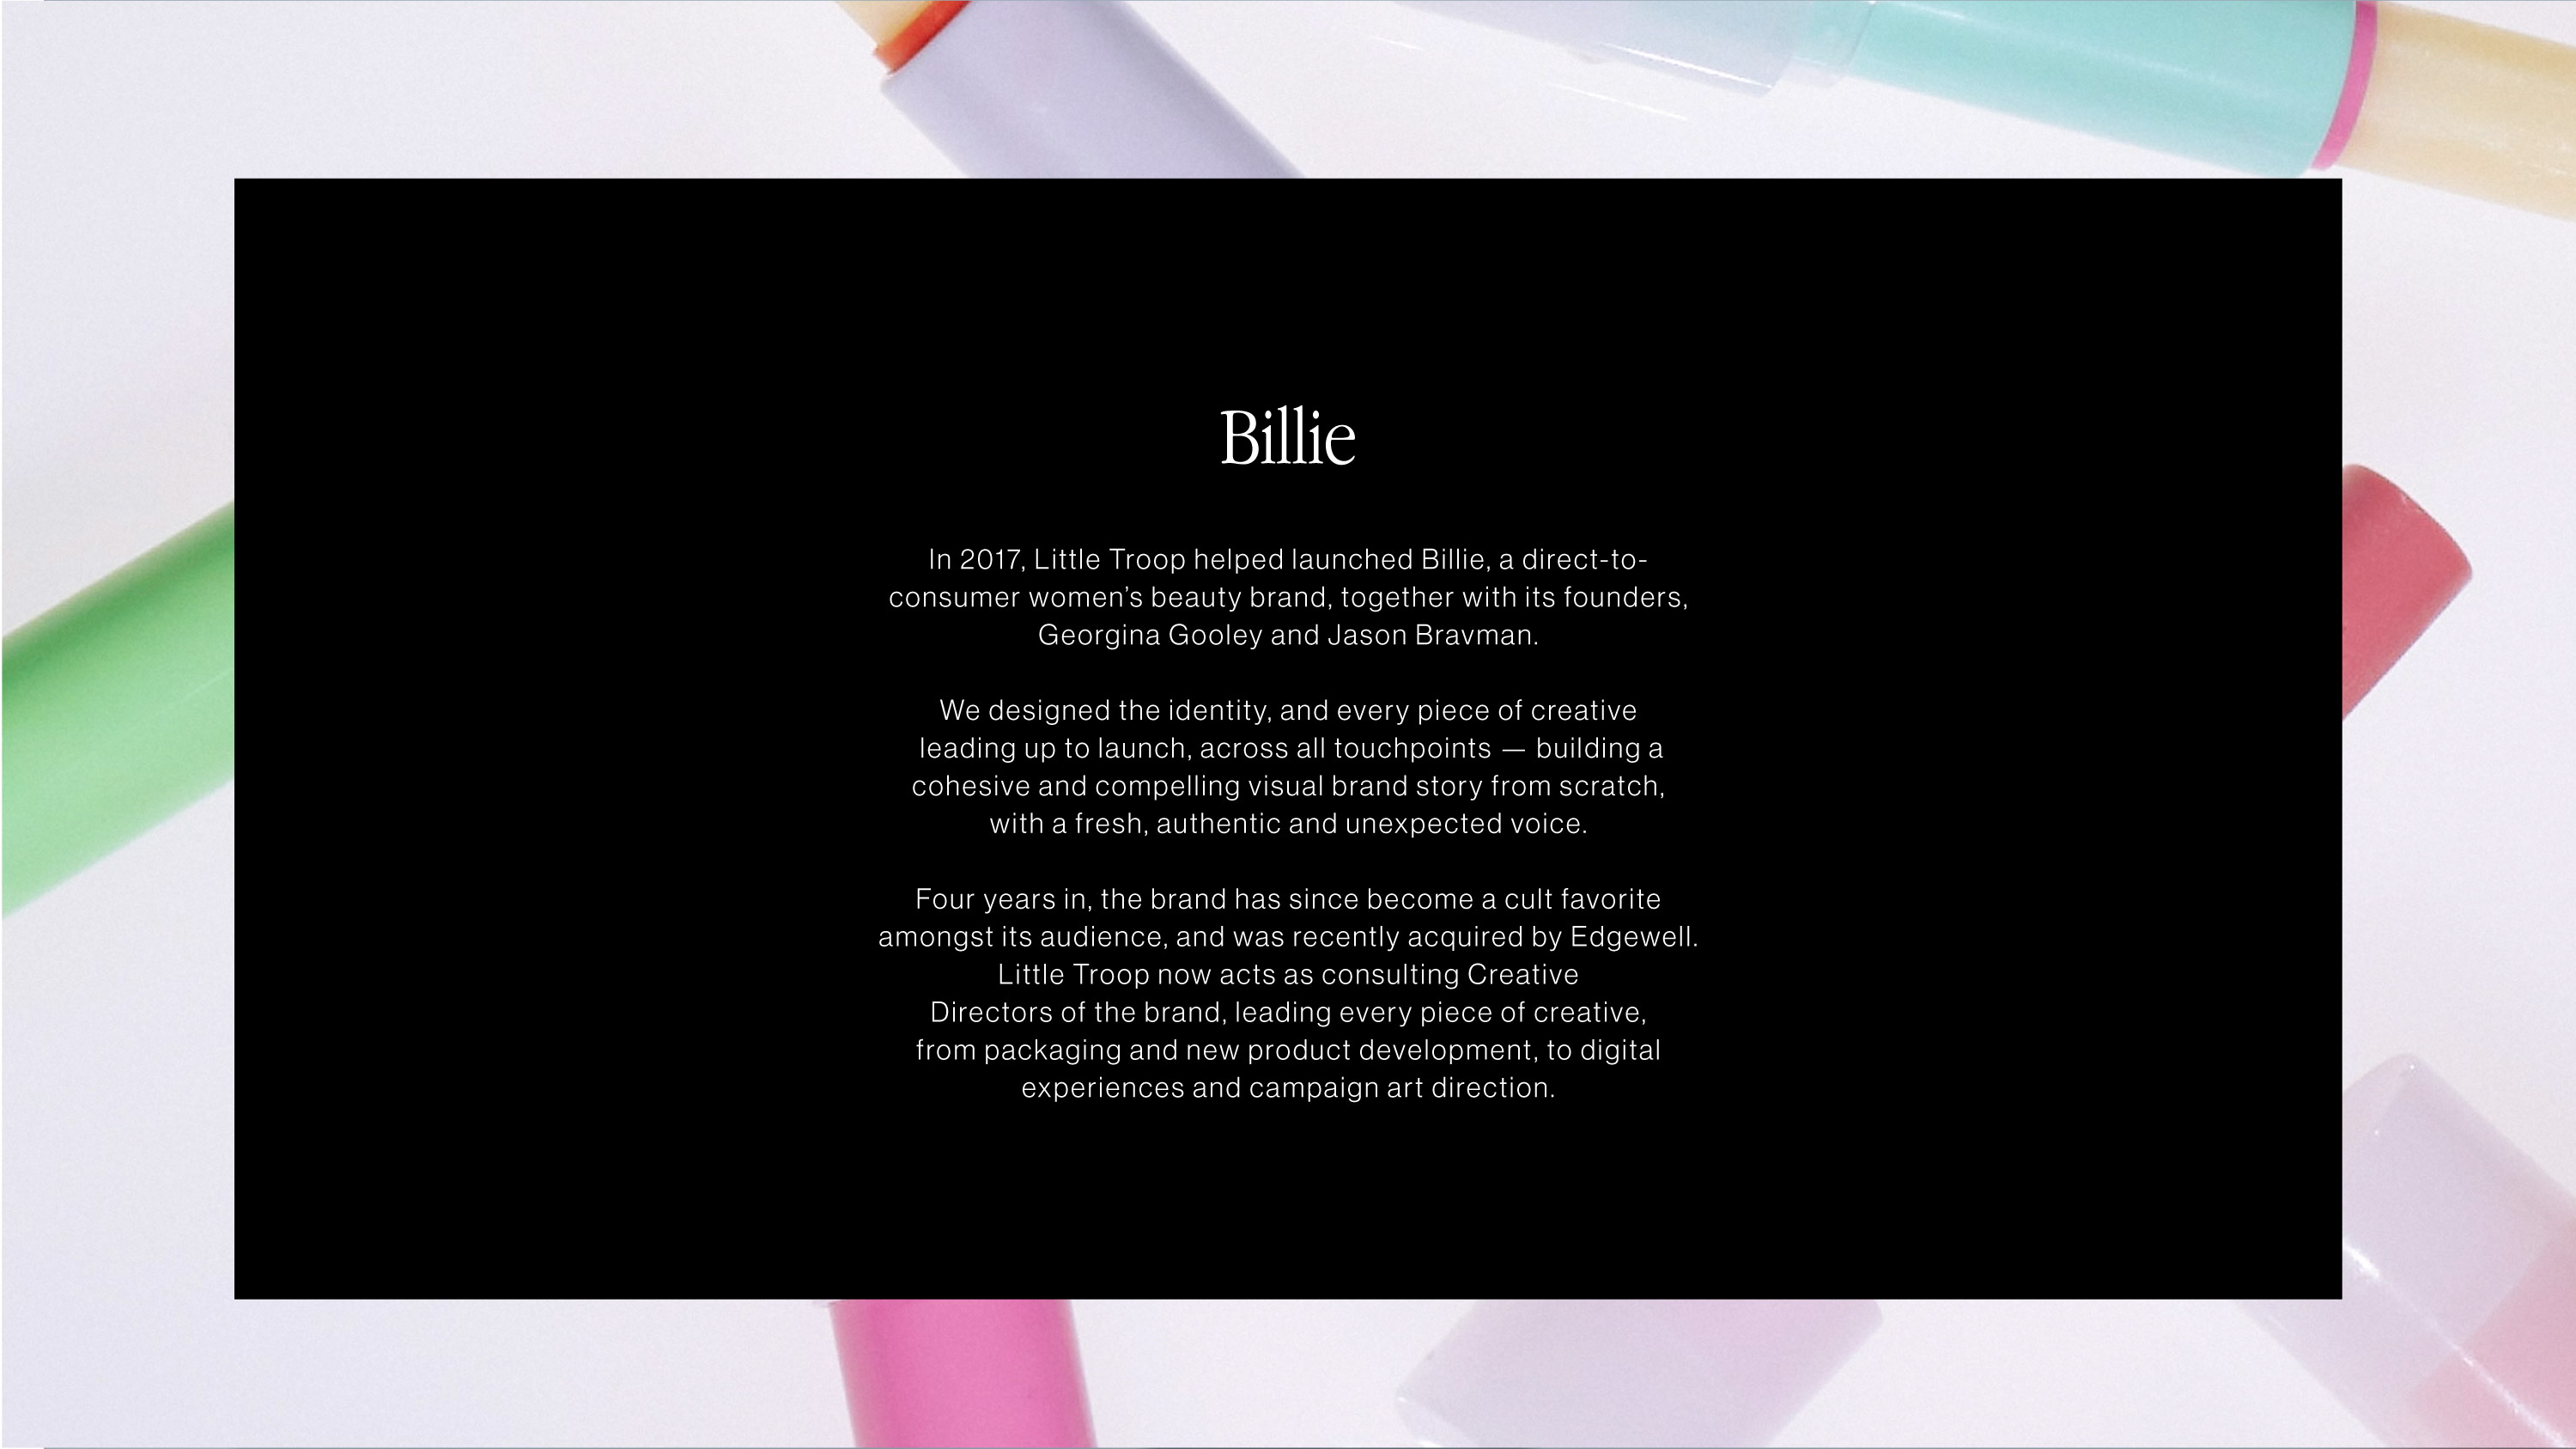 Billie
In 2017, Little Troop helped launched Billie, a direct-to-
consumer women’s beauty brand, together with its founders,
Georgina Gooley and Jason Bravman.
We designed the identity, and every piece of creative
leading up to launch, across all touchpoints — building a
cohesive and compelling visual brand story from scratch,
with a fresh, authentic and unexpected voice.
Four years in, the brand has since become a cult favorite
amongst its audience, and was recently acquired by Edgewell.
Little Troop now acts as consulting Creative
Directors of the brand, leading every piece of creative,
from packaging and new product development, to digital
experiences and campaign art direction.